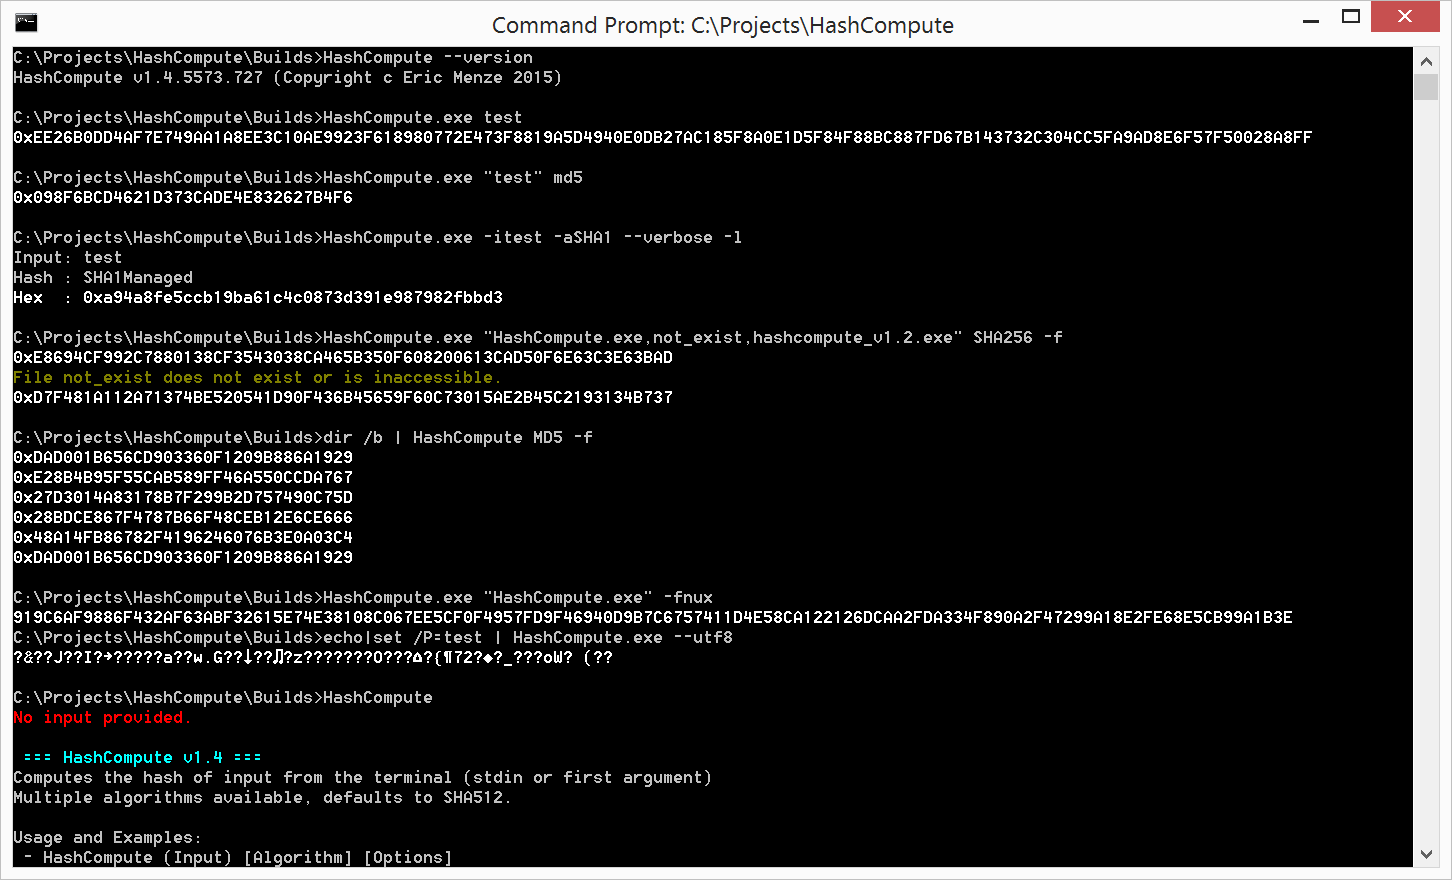 Command Prompt: C:\Projects\HashCompute
C:\Projects\HashCompute\Builds>HashCompute --version
HashCompute v1.4.5573.727 (Copyright c Eric Menze 2015)
C:\Projects\HashCompute\Builds>HashCompute.exe test
0xEE26B0DD4AF7E749AA1A8EE3C10AE9923F618980772E473F8819A5D4940E0DB27AC185F8A0E1D5F84F88BC887FD67B143732C304CC5FA9AD8E6F57F50028A8FF
C:\Projects\HashCompute\Builds>HashCompute.exe "test" md5
0x098F6BCD4621D373CADE4E832627B4F6
C:\Projects\HashCompute\Builds>HashCompute.exe -itest -aSHA1 --verbose -l
Input: test
Hash : SHA1Managed
Hex  : 0xa94a8fe5ccb19ba61c4c0873d391e987982fbbd3
C:\Projects\HashCompute\Builds>HashCompute.exe "HashCompute.exe,not_exist,hashcompute_v1.2.exe" SHA256 -f
0xE8694CF992C7880138CF3543038CA465B350F608200613CAD50F6E63C3E63BAD
File not_exist does not exist or is inaccessible.
0xD7F481A112A71374BE520541D90F436B45659F60C73015AE2B45C2193134B737
C:\Projects\HashCompute\Builds>dir /b | HashCompute MD5 -f
0xDAD001B656CD903360F1209B886A1929
0xE28B4B95F55CAB589FF46A550CCDA767
0x27D3014A83178B7F299B2D757490C75D
0x28BDCE867F4787B66F48CEB12E6CE666
0x48A14FB86782F4196246076B3E0A03C4
0xDAD001B656CD903360F1209B886A1929
C:\Projects\HashCompute\Builds>HashCompute.exe "HashCompute.exe" -fnux
919C6AF9886F432AF63ABF32615E74E38108C067EE5CF0F4957FD9F46940D9B7C6757411D4E58CA122126DCAA2FDA334F890A2F47299A18E2FE68E5CB99A1B3E
C:\Projects\HashCompute\Builds>echo|set /P=test | HashCompute.exe --utf8
?&??J??I?→?????a??w.G??↓??♫?z???????O???⌂?{¶72?◆?_???oW? (??
C:\Projects\HashCompute\Builds>HashCompute
No input provided.
=== HashCompute v1.4 ===
Computes the hash of input from the terminal (stdin or first argument)
Multiple algorithms available, defaults to SHA512.
Usage and Examples:
- HashCompute (Input) [Algorithm] [Options]